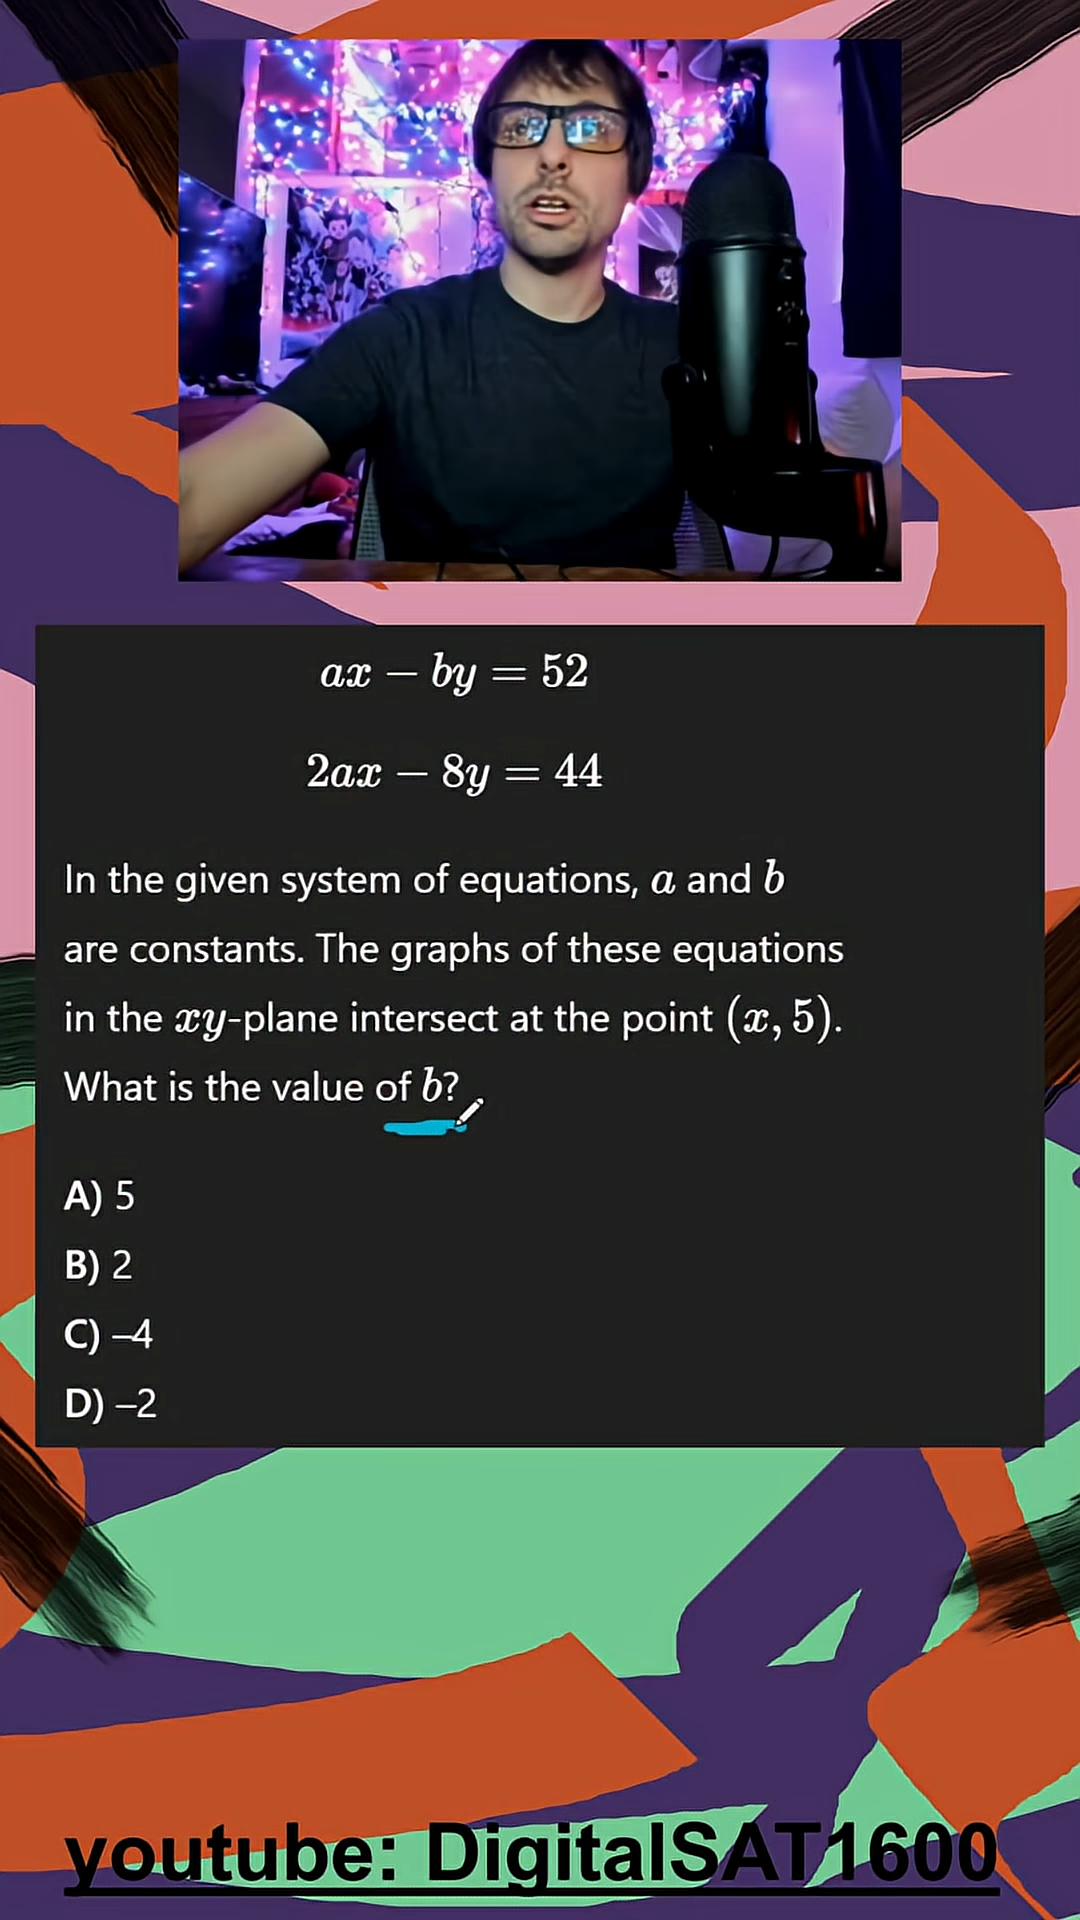 ax − by = 52
2ax − 8y = 44
In the given system of equations, a and b
are constants. The graphs of these equations
in the xy-plane intersect at the point (x, 5).
What is the value of b?
A) 5
B) 2
C) –4
D) –2
youtube: DigitalSAT1600